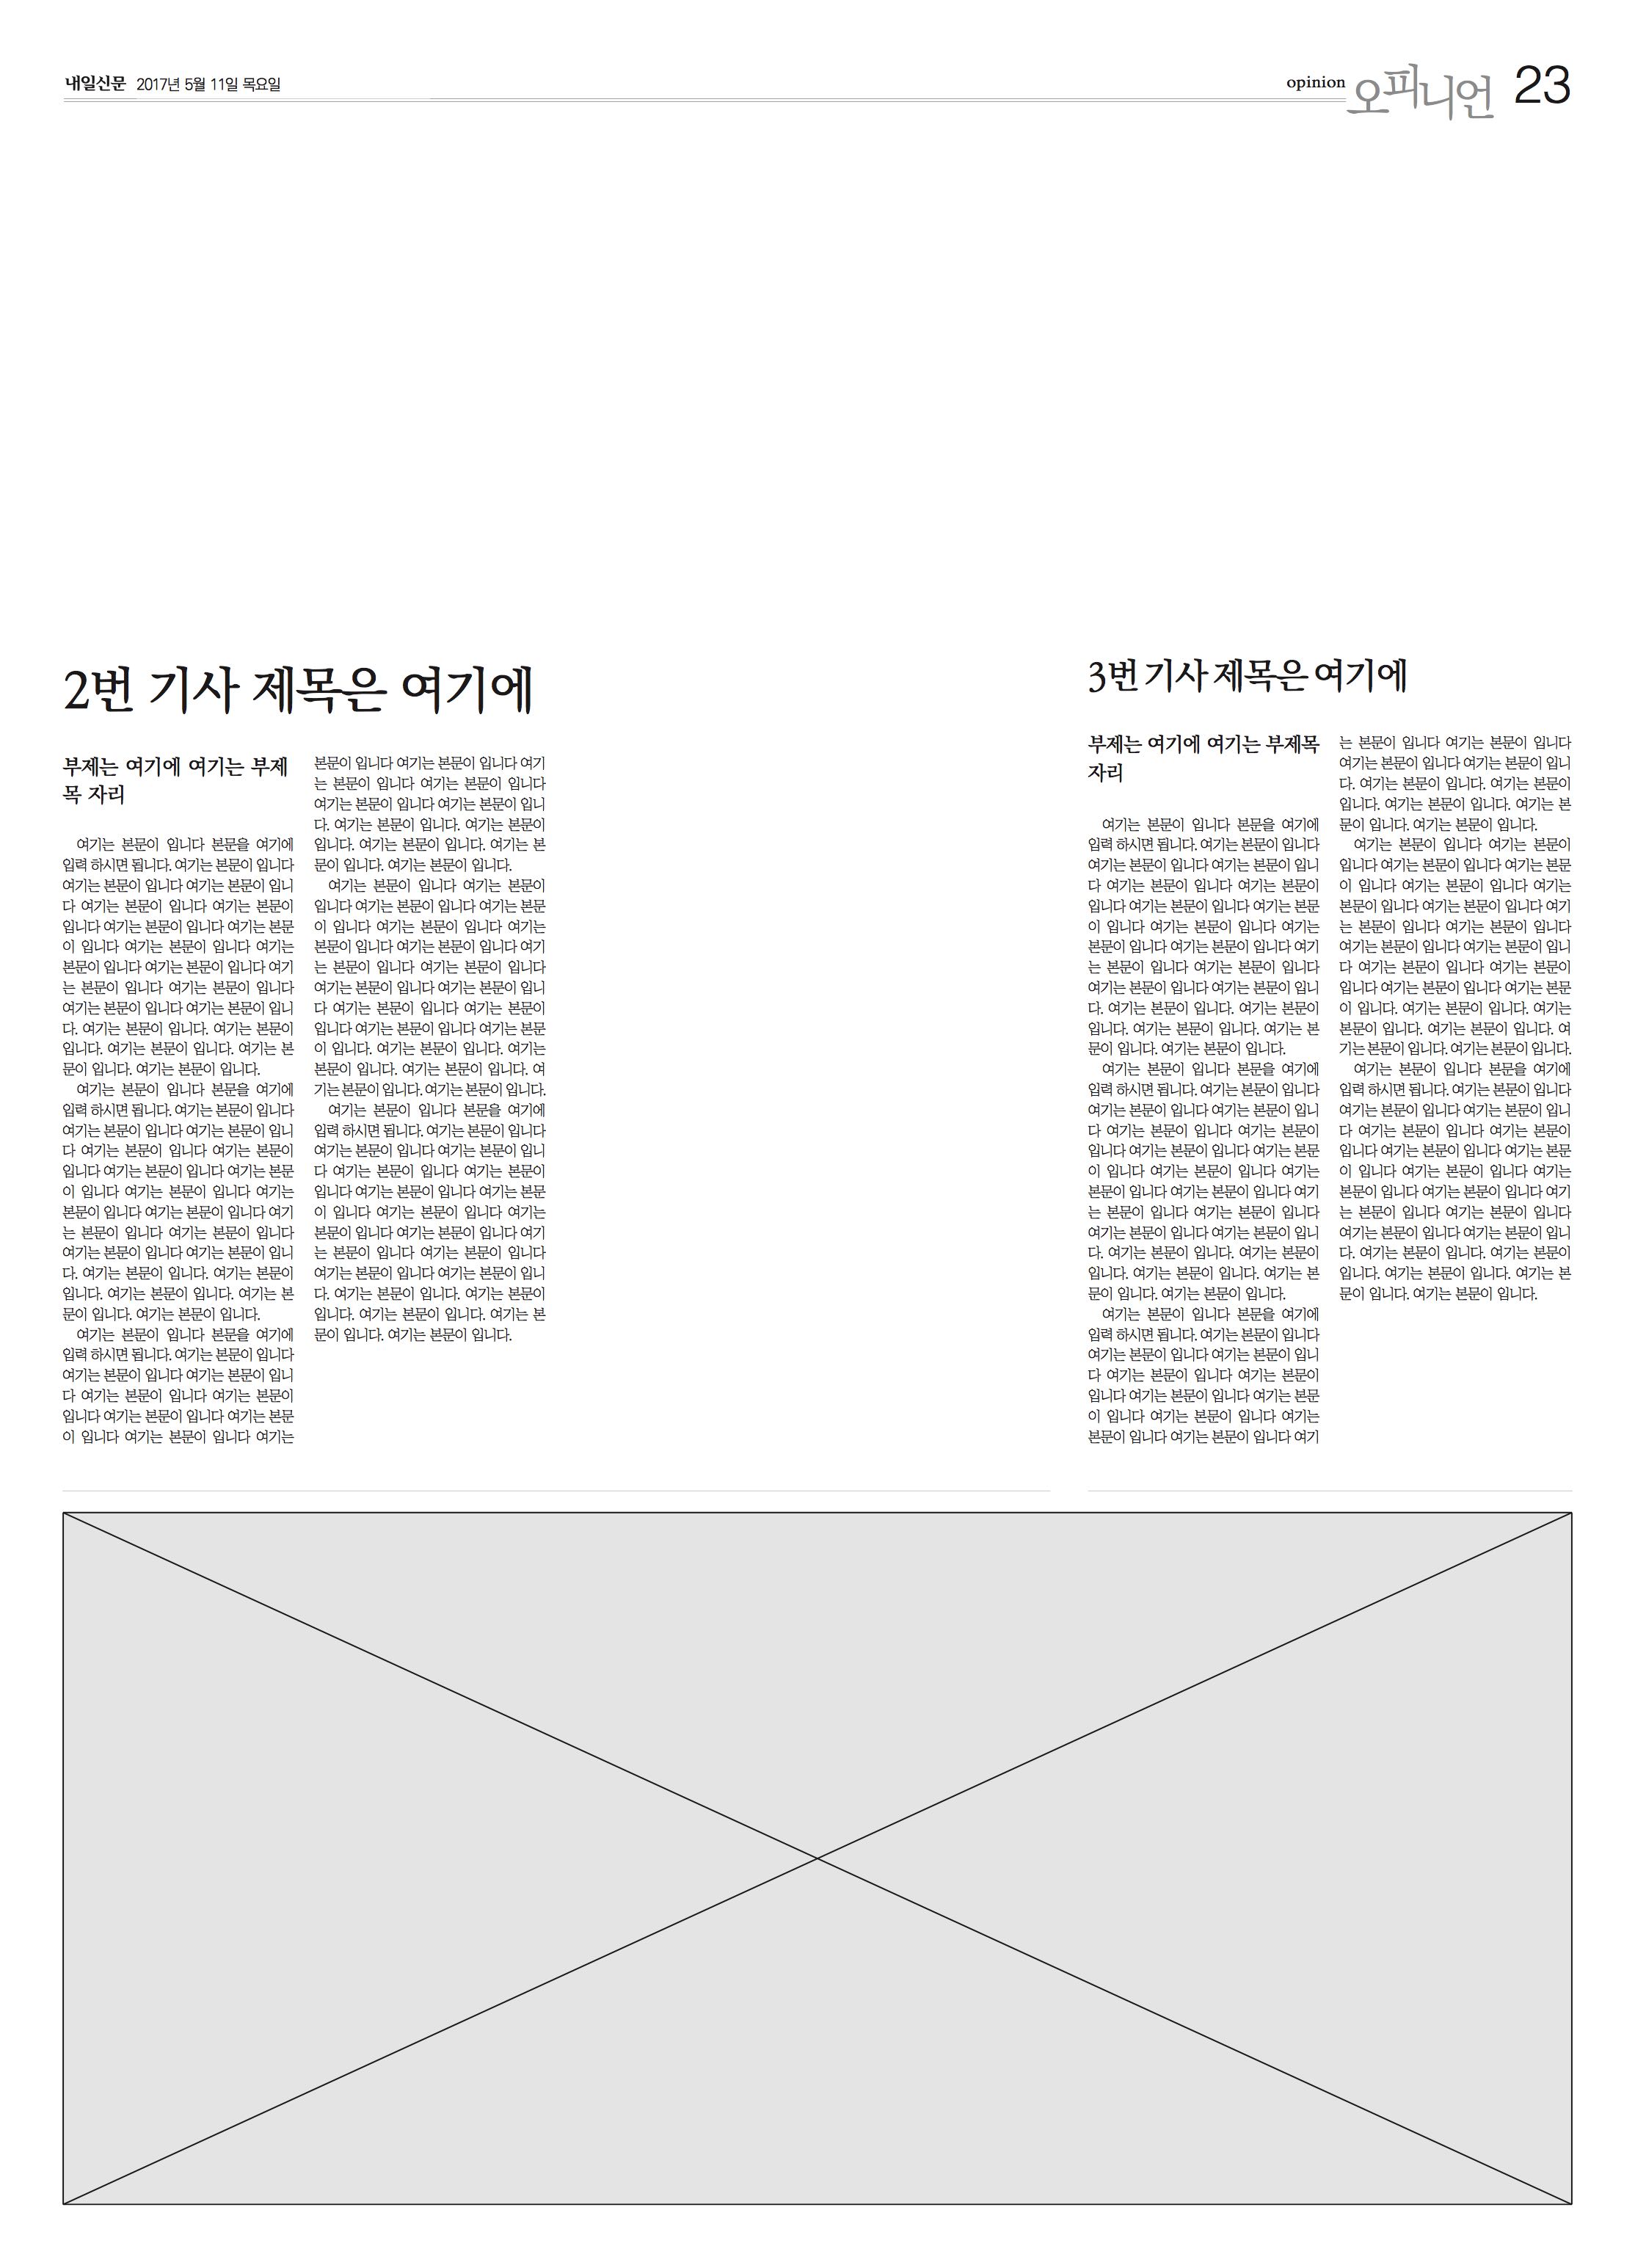 내일신문 2017년 5월 11일 목요일
opinion 오피니언 23
2번 기사 제목은 여기에
부제는 여기에 여기는 부제
목 자리
여기는 본문이 입니다 본문을 여기에
입력 하시면 됩니다. 여기는 본문이 입니다
여기는 본문이 입니다 여기는 본문이 입니
다 여기는 본문이 입니다 여기는 본문이
입니다 여기는 본문이 입니다 여기는 본문
이 입니다 여기는 본문이 입니다 여기는
본문이 입니다 여기는 본문이 입니다 여기
는 본문이 입니다 여기는 본문이 입니다
여기는 본문이 입니다 여기는 본문이 입니
다. 여기는 본문이 입니다. 여기는 본문이
입니다. 여기는 본문이 입니다. 여기는 본
문이 입니다. 여기는 본문이 입니다.
여기는 본문이 입니다 본문을 여기에
입력 하시면 됩니다. 여기는 본문이 입니다
여기는 본문이 입니다 여기는 본문이 입니
다 여기는 본문이 입니다 여기는 본문이
입니다 여기는 본문이 입니다 여기는 본문
이 입니다 여기는 본문이 입니다 여기는
본문이 입니다 여기는 본문이 입니다 여기
는 본문이 입니다 여기는 본문이 입니다
여기는 본문이 입니다 여기는 본문이 입니
다. 여기는 본문이 입니다. 여기는 본문이
입니다. 여기는 본문이 입니다. 여기는 본
문이 입니다. 여기는 본문이 입니다.
여기는 본문이 입니다 본문을 여기에
입력 하시면 됩니다. 여기는 본문이 입니다
여기는 본문이 입니다 여기는 본문이 입니
다 여기는 본문이 입니다 여기는 본문이
입니다 여기는 본문이 입니다 여기는 본문
이 입니다 여기는 본문이 입니다 여기는
본문이 입니다 여기는 본문이 입니다 여기
는 본문이 입니다 여기는 본문이 입니다
여기는 본문이 입니다 여기는 본문이 입니
다. 여기는 본문이 입니다. 여기는 본문이
입니다. 여기는 본문이 입니다. 여기는 본
문이 입니다. 여기는 본문이 입니다.
여기는 본문이 입니다 여기는 본문이
입니다 여기는 본문이 입니다 여기는 본문
이 입니다 여기는 본문이 입니다 여기는
본문이 입니다 여기는 본문이 입니다 여기
는 본문이 입니다 여기는 본문이 입니다
여기는 본문이 입니다 여기는 본문이 입니
다 여기는 본문이 입니다 여기는 본문이
입니다 여기는 본문이 입니다 여기는 본문
이 입니다. 여기는 본문이 입니다. 여기는
본문이 입니다. 여기는 본문이 입니다. 여
기는 본문이 입니다. 여기는 본문이 입니다.
여기는 본문이 입니다 본문을 여기에
입력 하시면 됩니다. 여기는 본문이 입니다
여기는 본문이 입니다 여기는 본문이 입니
다 여기는 본문이 입니다 여기는 본문이
입니다 여기는 본문이 입니다 여기는 본문
이 입니다 여기는 본문이 입니다 여기는
본문이 입니다 여기는 본문이 입니다 여기
는 본문이 입니다 여기는 본문이 입니다
여기는 본문이 입니다 여기는 본문이 입니
다. 여기는 본문이 입니다. 여기는 본문이
입니다. 여기는 본문이 입니다. 여기는 본
문이 입니다. 여기는 본문이 입니다.
3번 기사 제목은 여기에
부제는 여기에 여기는 부제목
자리
여기는 본문이 입니다 본문을 여기에
입력 하시면 됩니다. 여기는 본문이 입니다
여기는 본문이 입니다 여기는 본문이 입니
다 여기는 본문이 입니다 여기는 본문이
입니다 여기는 본문이 입니다 여기는 본문
이 입니다 여기는 본문이 입니다 여기는
본문이 입니다 여기는 본문이 입니다 여기
는 본문이 입니다 여기는 본문이 입니다
여기는 본문이 입니다 여기는 본문이 입니
다. 여기는 본문이 입니다. 여기는 본문이
입니다. 여기는 본문이 입니다. 여기는 본
문이 입니다. 여기는 본문이 입니다.
여기는 본문이 입니다 본문을 여기에
입력 하시면 됩니다. 여기는 본문이 입니다
여기는 본문이 입니다 여기는 본문이 입니
다 여기는 본문이 입니다 여기는 본문이
입니다 여기는 본문이 입니다 여기는 본문
이 입니다 여기는 본문이 입니다 여기는
본문이 입니다 여기는 본문이 입니다 여기
는 본문이 입니다 여기는 본문이 입니다
여기는 본문이 입니다 여기는 본문이 입니
다. 여기는 본문이 입니다. 여기는 본문이
입니다. 여기는 본문이 입니다. 여기는 본
문이 입니다. 여기는 본문이 입니다.
여기는 본문이 입니다 본문을 여기에
입력 하시면 됩니다. 여기는 본문이 입니다
여기는 본문이 입니다 여기는 본문이 입니
다 여기는 본문이 입니다 여기는 본문이
입니다 여기는 본문이 입니다 여기는 본문
이 입니다 여기는 본문이 입니다 여기는
본문이 입니다 여기는 본문이 입니다 여기
는 본문이 입니다 여기는 본문이 입니다
여기는 본문이 입니다 여기는 본문이 입니
다. 여기는 본문이 입니다. 여기는 본문이
입니다. 여기는 본문이 입니다. 여기는 본
문이 입니다. 여기는 본문이 입니다.
여기는 본문이 입니다 여기는 본문이
입니다 여기는 본문이 입니다 여기는 본문
이 입니다 여기는 본문이 입니다 여기는
본문이 입니다 여기는 본문이 입니다 여기
는 본문이 입니다 여기는 본문이 입니다
여기는 본문이 입니다 여기는 본문이 입니
다 여기는 본문이 입니다 여기는 본문이
입니다 여기는 본문이 입니다 여기는 본문
이 입니다. 여기는 본문이 입니다. 여기는
본문이 입니다. 여기는 본문이 입니다. 여
기는 본문이 입니다. 여기는 본문이 입니다.
여기는 본문이 입니다 본문을 여기에
입력 하시면 됩니다. 여기는 본문이 입니다
여기는 본문이 입니다 여기는 본문이 입니
다 여기는 본문이 입니다 여기는 본문이
입니다 여기는 본문이 입니다 여기는 본문
이 입니다 여기는 본문이 입니다 여기는
본문이 입니다 여기는 본문이 입니다 여기
는 본문이 입니다 여기는 본문이 입니다
여기는 본문이 입니다 여기는 본문이 입니
다. 여기는 본문이 입니다. 여기는 본문이
입니다. 여기는 본문이 입니다. 여기는 본
문이 입니다. 여기는 본문이 입니다.